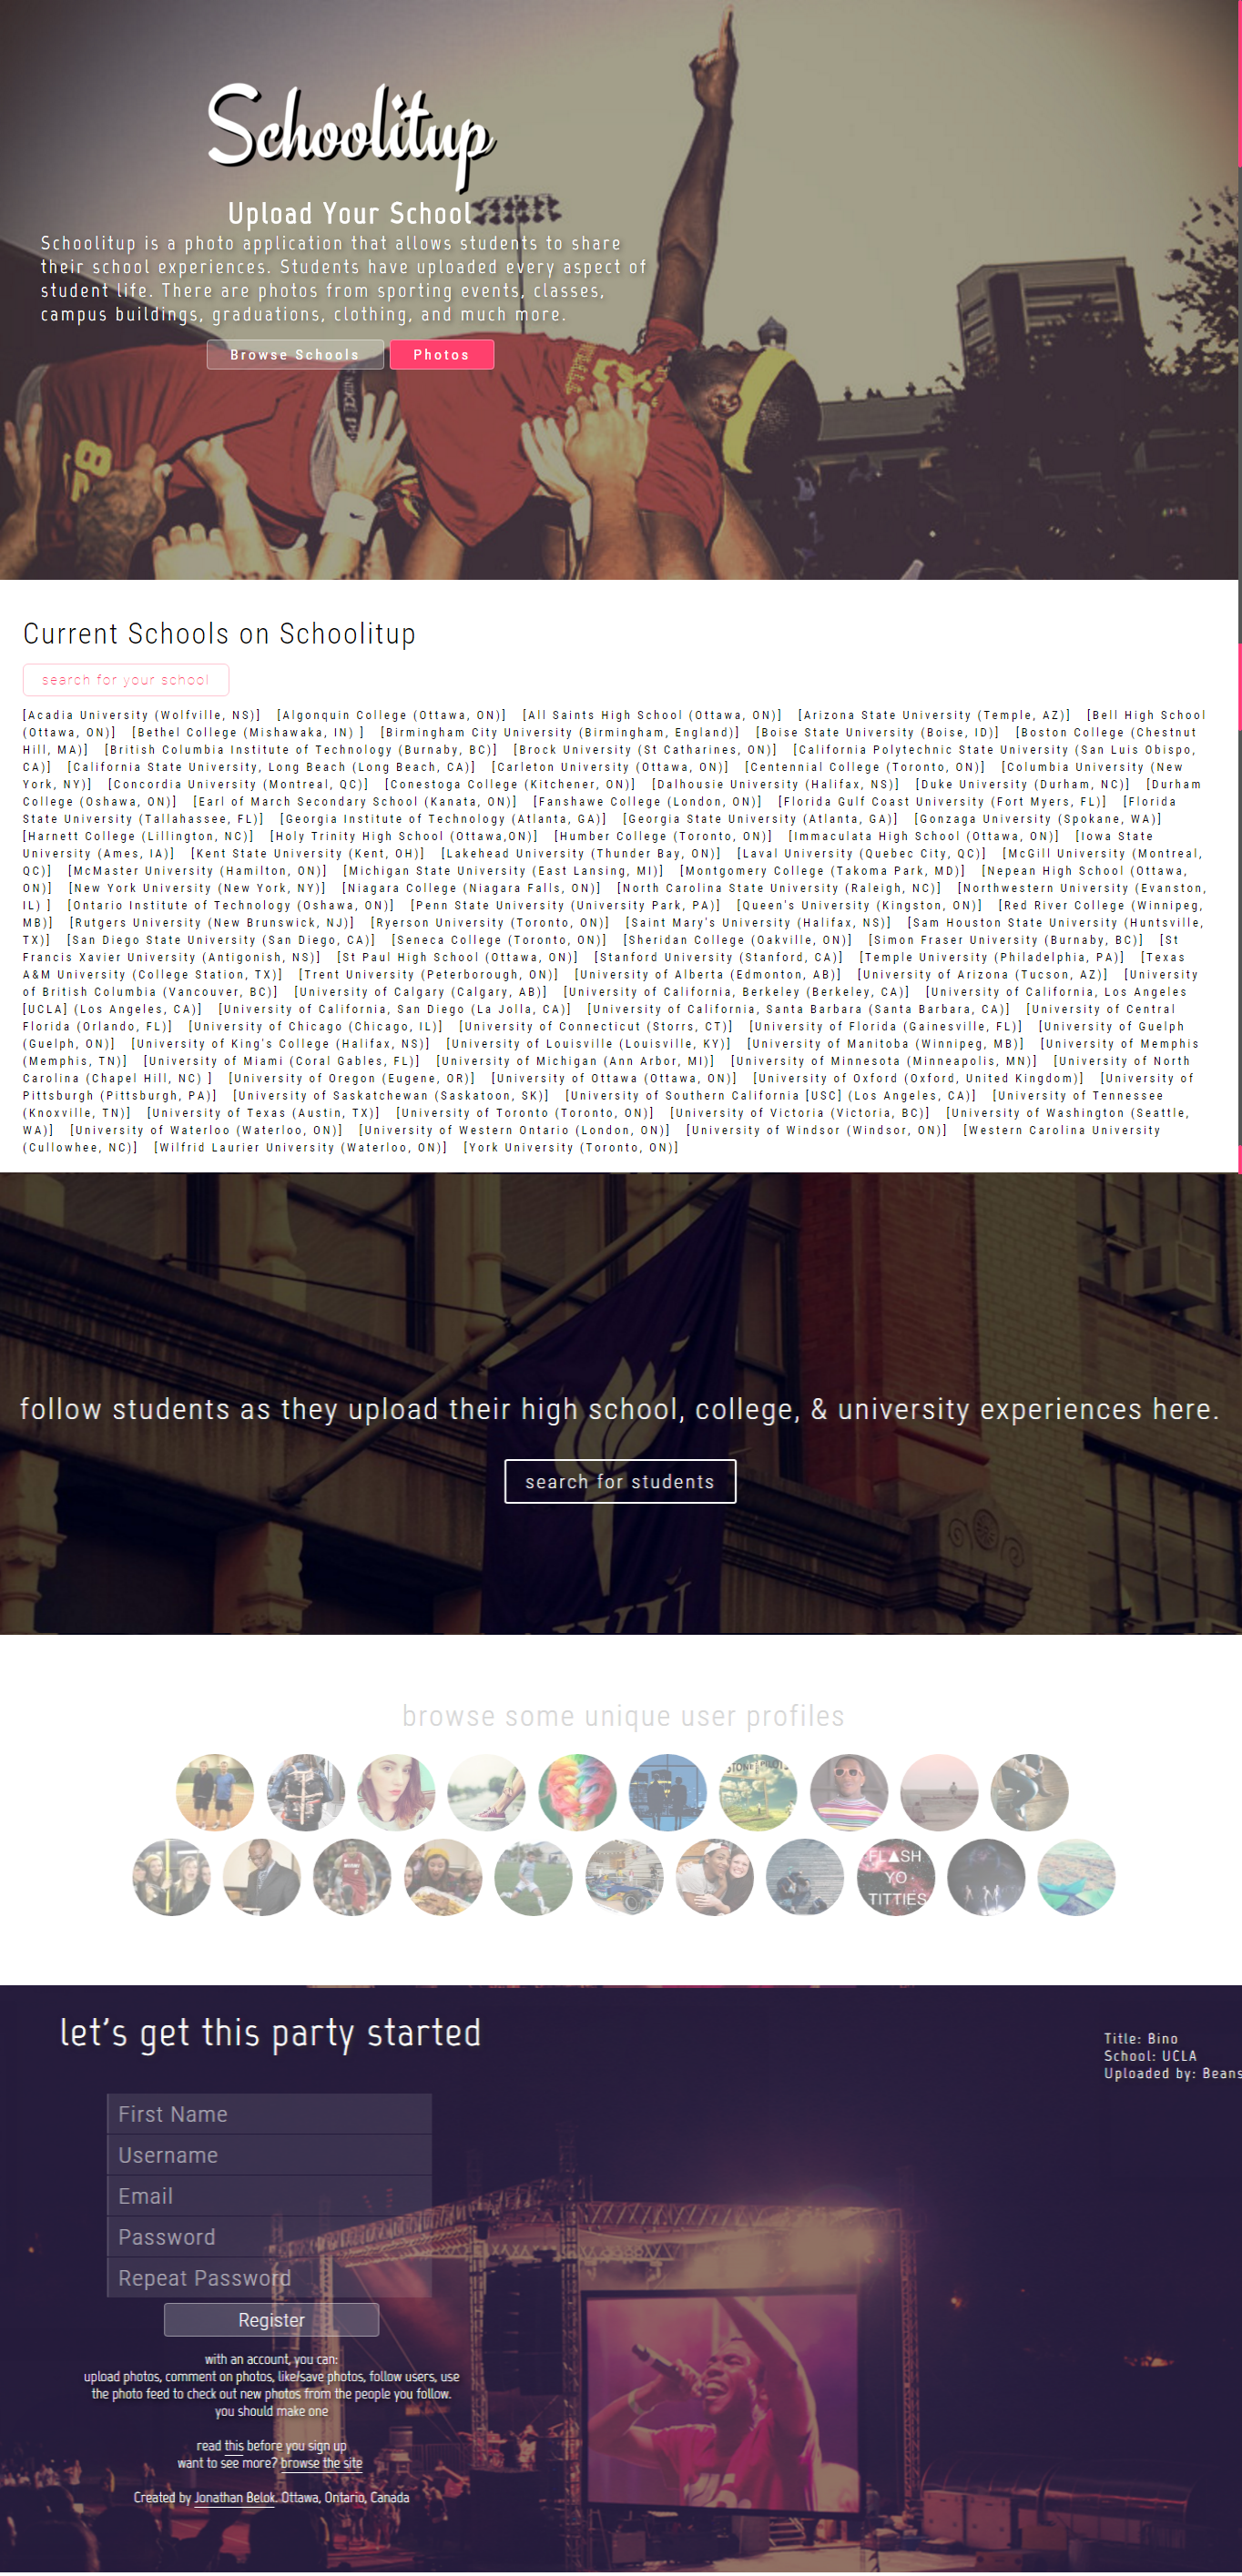 Schoolitup
Upload Your School
Schoolitup is a photo application that allows students to share
their school experiences. Students have uploaded every aspect of
student life. There are photos from sporting events, classes,
campus buildings, graduations, clothing, and much more.
Browse Schools
Photos
Current Schools on Schoolitup
search for your school
[Acadia University (Wolfville, NS)] [Algonquin College (Ottawa, ON)] [All Saints High School (Ottawa, ON)] [Arizona State University (Temple, AZ)] [Bell High School
(Ottawa, ON)] [Bethel College (Mishawaka, IN) ] [Birmingham City University (Birmingham, England)] [Boise State University (Boise, ID)] [Boston College (Chestnut
Hill, MA)] [British Columbia Institute of Technology (Burnaby, BC)] [Brock University (St Catharines, ON)] [California Polytechnic State University (San Luis Obispo,
CA)] [California State University, Long Beach (Long Beach, CA)] [Carleton University (Ottawa, ON)] [Centennial College (Toronto, ON)] [Columbia University (New
York, NY)] [Concordia University (Montreal, QC)] [Conestoga College (Kitchener, ON)] [Dalhousie University (Halifax, NS)] [Duke University (Durham, NC)] [Durham
College (Oshawa, ON)] [Earl of March Secondary School (Kanata, ON)] [Fanshawe College (London, ON)] [Florida Gulf Coast University (Fort Myers, FL)] [Florida
State University (Tallahassee, FL)] [Georgia Institute of Technology (Atlanta, GA)] [Georgia State University (Atlanta, GA)] [Gonzaga University (Spokane, WA)]
[Harnett College (Lillington, NC)] [Holy Trinity High School (Ottawa,ON)] [Humber College (Toronto, ON)] [Immaculata High School (Ottawa, ON)] [Iowa State
University (Ames, IA)] [Kent State University (Kent, OH)] [Lakehead University (Thunder Bay, ON)] [Laval University (Quebec City, QC)] [McGill University (Montreal,
QC)] [McMaster University (Hamilton, ON)] [Michigan State University (East Lansing, MI)] [Montgomery College (Takoma Park, MD)] [Nepean High School (Ottawa,
ON)] [New York University (New York, NY)] [Niagara College (Niagara Falls, ON)] [North Carolina State University (Raleigh, NC)] [Northwestern University (Evanston,
IL) ] [Ontario Institute of Technology (Oshawa, ON)] [Penn State University (University Park, PA)] [Queen's University (Kingston, ON)] [Red River College (Winnipeg,
MB)] [Rutgers University (New Brunswick, NJ)] [Ryerson University (Toronto, ON)] [Saint Mary's University (Halifax, NS)] [Sam Houston State University (Huntsville,
TX)] [San Diego State University (San Diego, CA)] [Seneca College (Toronto, ON)] [Sheridan College (Oakville, ON)] [Simon Fraser University (Burnaby, BC)] [St
Francis Xavier University (Antigonish, NS)] [St Paul High School (Ottawa, ON)] [Stanford University (Stanford, CA)] [Temple University (Philadelphia, PA)] [Texas
A&M University (College Station, TX)] [Trent University (Peterborough, ON)] [University of Alberta (Edmonton, AB)] [University of Arizona (Tucson, AZ)] [University
of British Columbia (Vancouver, BC)] [University of Calgary (Calgary, AB)] [University of California, Berkeley (Berkeley, CA)] [University of California, Los Angeles
[UCLA] (Los Angeles, CA)] [University of California, San Diego (La Jolla, CA)] [University of California, Santa Barbara (Santa Barbara, CA)] [University of Central
Florida (Orlando, FL)] [University of Chicago (Chicago, IL)] [University of Connecticut (Storrs, CT)] [University of Florida (Gainesville, FL)] [University of Guelph
(Guelph, ON)] [University of King's College (Halifax, NS)] [University of Louisville (Louisville, KY)] [University of Manitoba (Winnipeg, MB)] [University of Memphis
(Memphis, TN)] [University of Miami (Coral Gables, FL)] [University of Michigan (Ann Arbor, MI)] [University of Minnesota (Minneapolis, MN)] [University of North
Carolina (Chapel Hill, NC) ] [University of Oregon (Eugene, OR)] [University of Ottawa (Ottawa, ON)] [University of Oxford (Oxford, United Kingdom)] [University of
Pittsburgh (Pittsburgh, PA)] [University of Saskatchewan (Saskatoon, SK)] [University of Southern California [USC] (Los Angeles, CA)] [University of Tennessee
(Knoxville, TN)] [University of Texas (Austin, TX)] [University of Toronto (Toronto, ON)] [University of Victoria (Victoria, BC)] [University of Washington (Seattle,
WA)] [University of Waterloo (Waterloo, ON)] [University of Western Ontario (London, ON)] [University of Windsor (Windsor, ON)] [Western Carolina University
(Cullowhee, NC)] [Wilfrid Laurier University (Waterloo, ON)] [York University (Toronto, ON)]
follow students as they upload their high school, college, & university experiences here.
search for students
browse some unique user profiles
FL▲SH
YO
TITTIES
let's get this party started
Title: Bino
School: UCLA
Uploaded by: Beans
First Name
Username
Email
Password
Repeat Password
Register
with an account, you can:
upload photos, comment on photos, like/save photos, follow users, use
the photo feed to check out new photos from the people you follow.
you should make one
read this before you sign up
want to see more? browse the site
Created by Jonathan Belok. Ottawa, Ontario, Canada